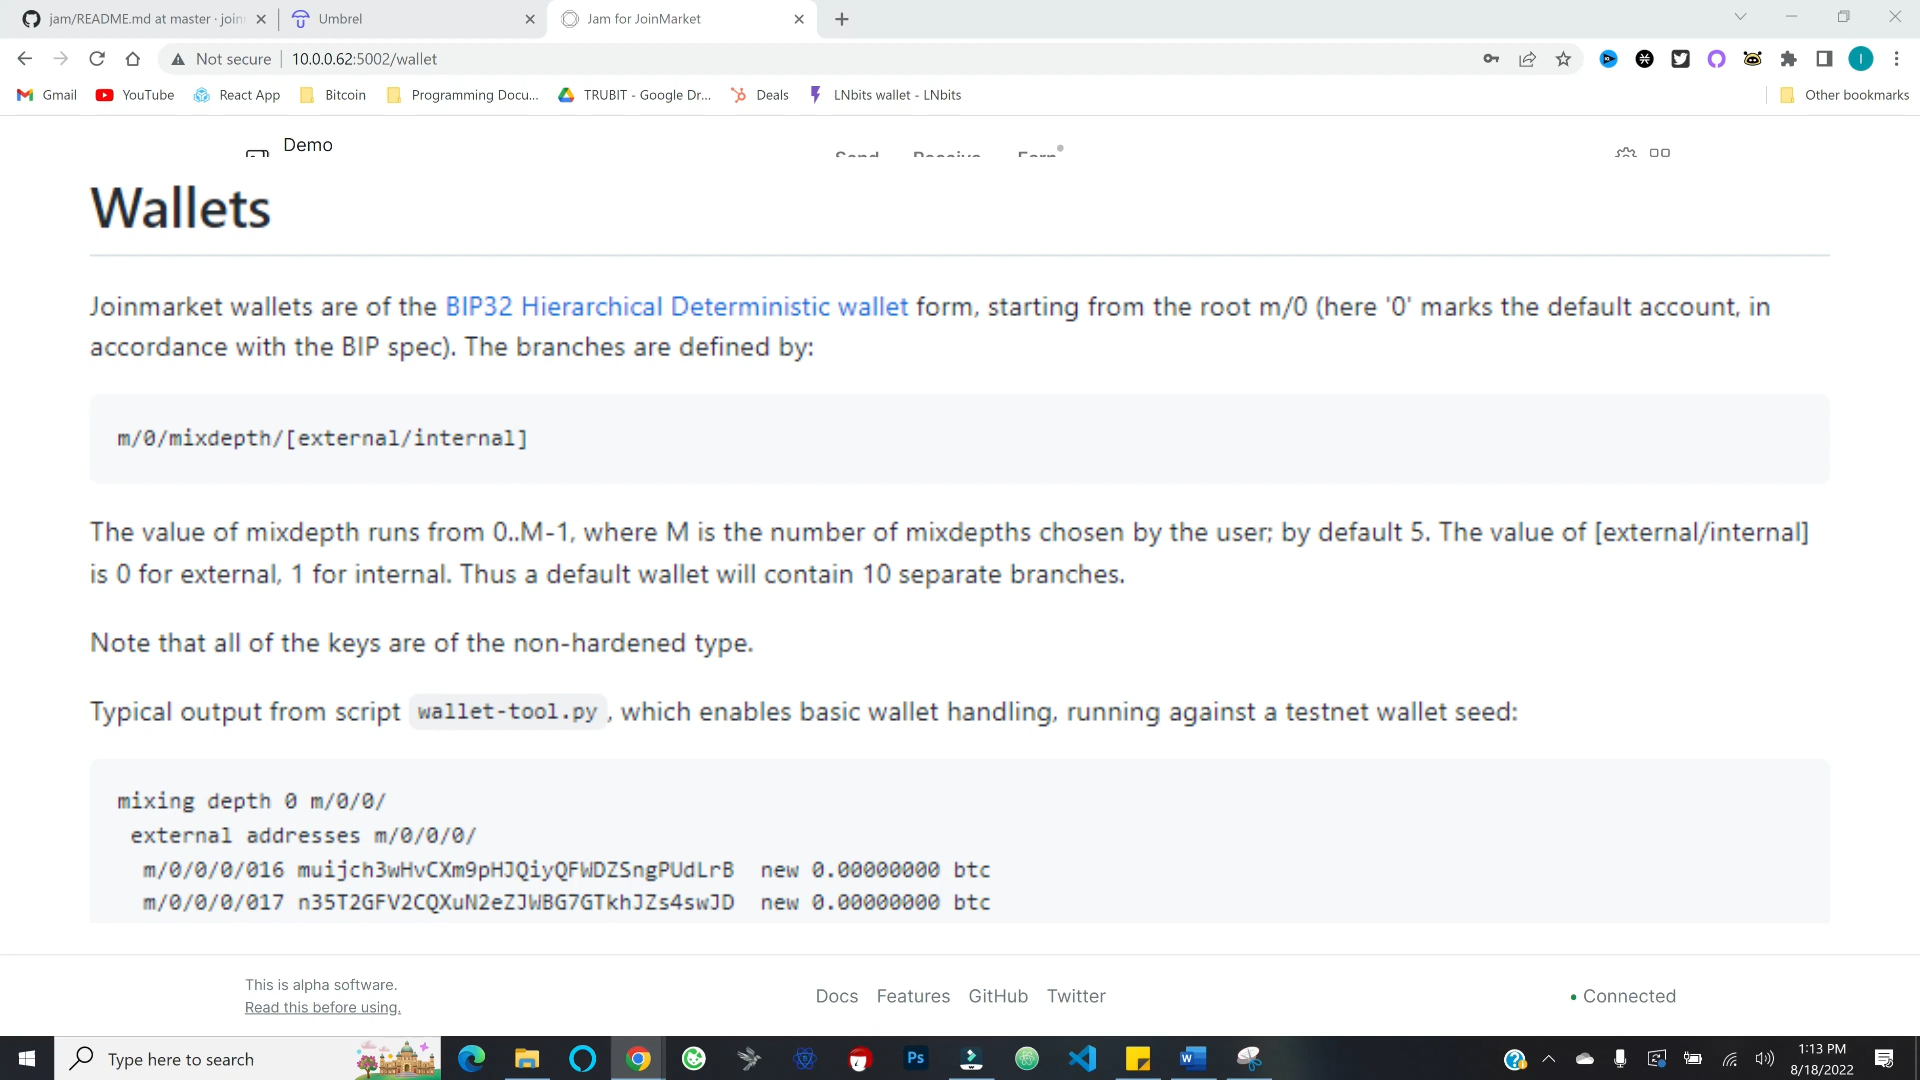 jam/README.md at master · join
Umbrel
Jam for JoinMarket
Not secure
10.0.0.62:5002/wallet
Gmail
YouTube
React App
Bitcoin
Programming Docu...
TRUBIT - Google Dr...
Deals
LNbits wallet - LNbits
Other bookmarks
Demo
Send
Receive
Earn
Wallets
Joinmarket wallets are of the BIP32 Hierarchical Deterministic wallet form, starting from the root m/0 (here '0' marks the default account, in
accordance with the BIP spec). The branches are defined by:
m/0/mixdepth/[external/internal]
The value of mixdepth runs from 0..M-1, where M is the number of mixdepths chosen by the user; by default 5. The value of [external/internal]
is 0 for external, 1 for internal. Thus a default wallet will contain 10 separate branches.
Note that all of the keys are of the non-hardened type.
Typical output from script wallet-tool.py , which enables basic wallet handling, running against a testnet wallet seed:
mixing depth 0 m/0/0/
external addresses m/0/0/0/
m/0/0/0/016 muijch3wHvCXm9pHJQiyQFWDZSngPUdLrB new 0.00000000 btc
m/0/0/0/017 n35T2GFV2CQXuN2eZJWBG7GTkhJZs4swJD new 0.00000000 btc
This is alpha software.
Read this before using.
Docs
Features
GitHub
Twitter
Connected
Type here to search
Ps
1:13 PM
8/18/2022